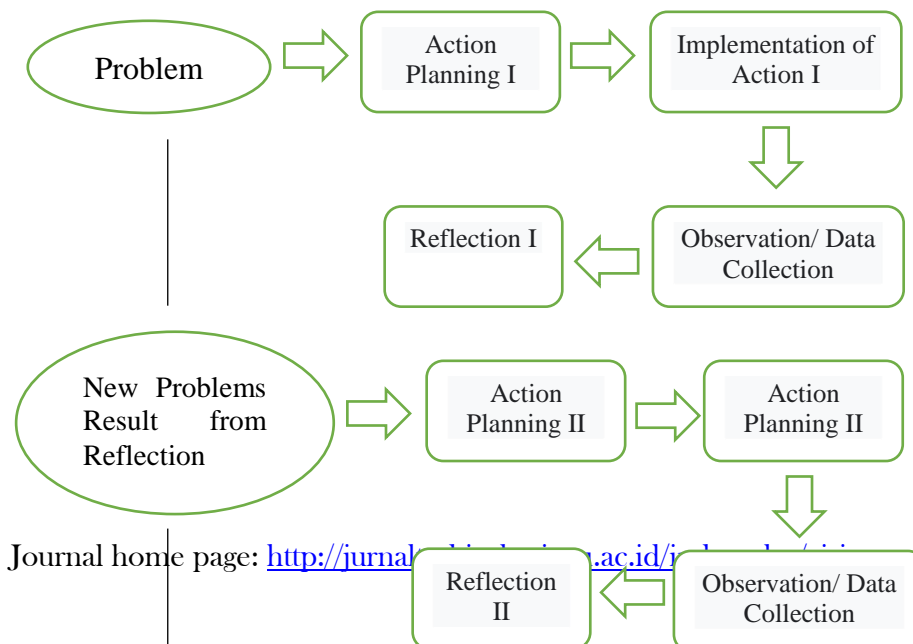 Problem
Action
Planning I
Implementation of
Action I
Reflection I
Observation/ Data
Collection
New Problems
Result from
Reflection
Action
Planning II
Action
Planning II
Journal home page: http://jurnal
.ac.id/
Reflection
II
Observation/ Data
Collection